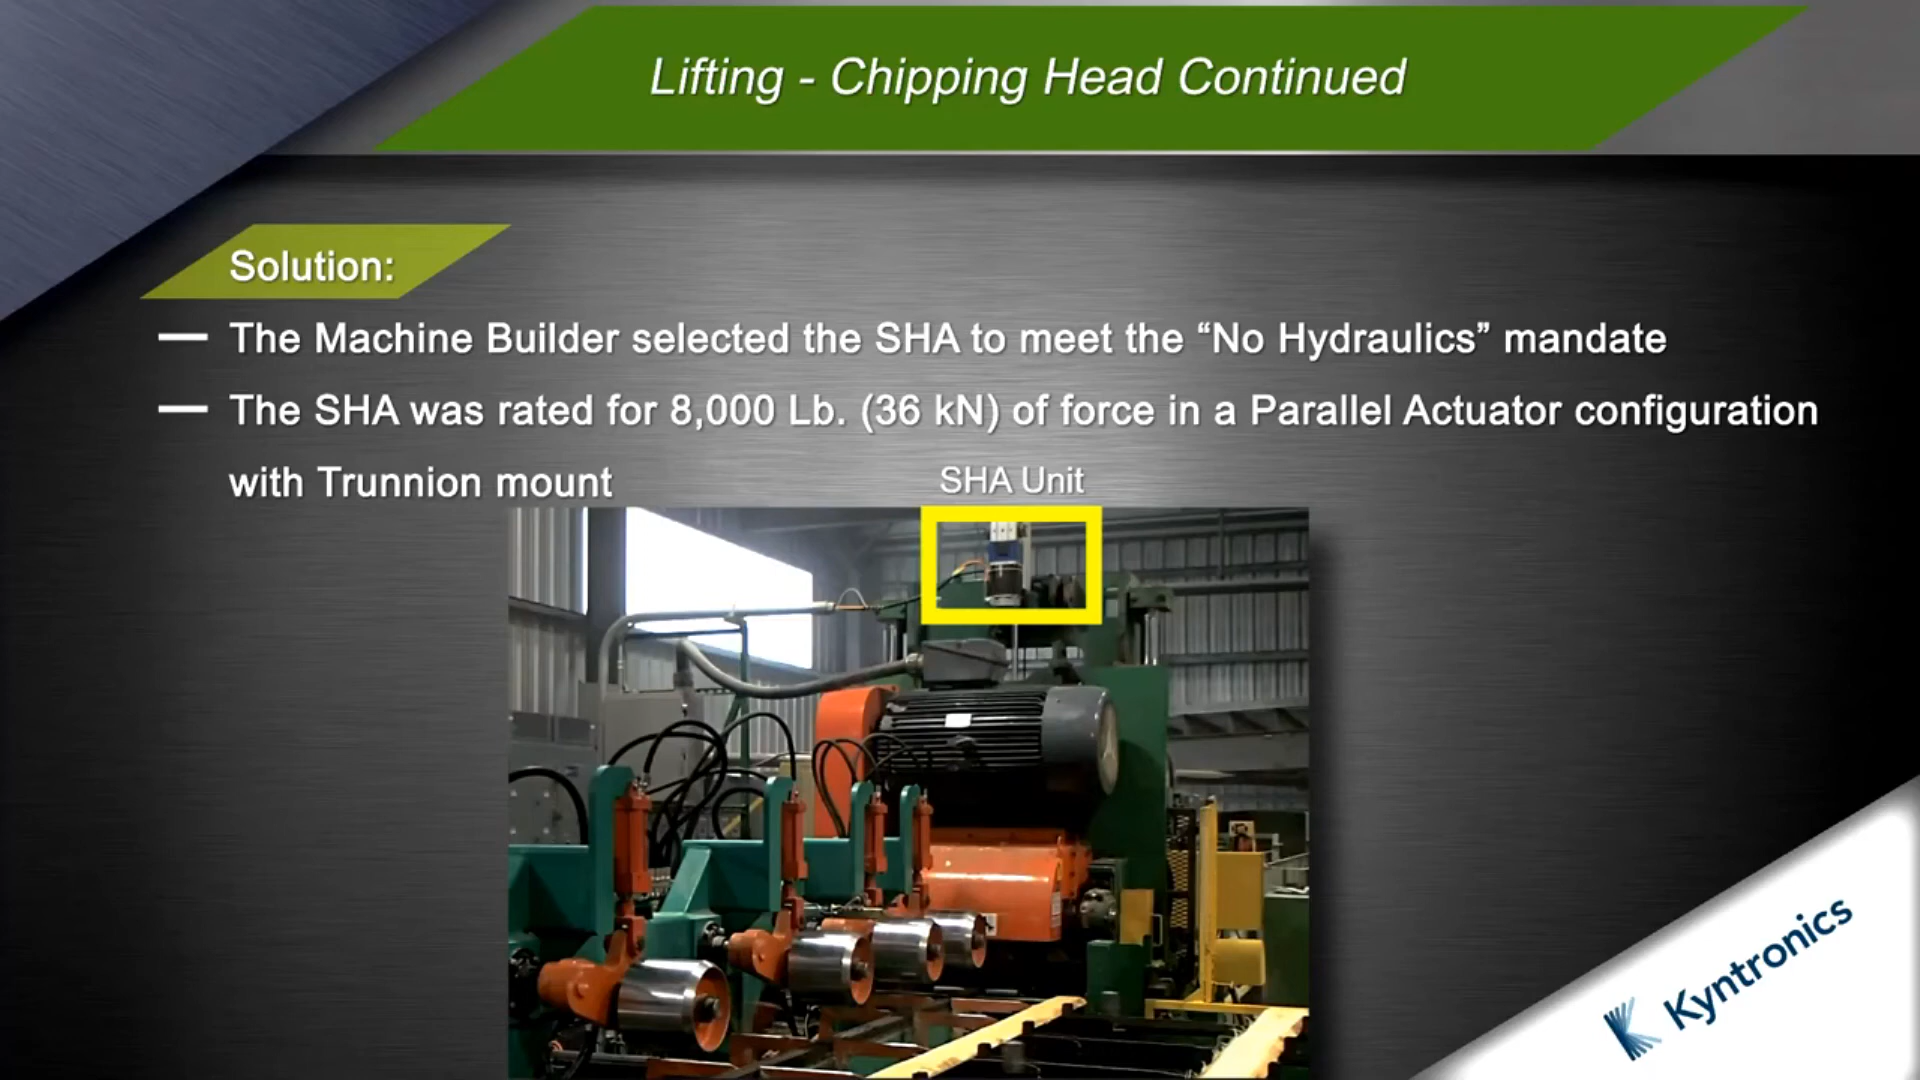 Lifting - Chipping Head Continued
Solution:
— The Machine Builder selected the SHA to meet the “No Hydraulics” mandate
— The SHA was rated for 8,000 Lb. (36 kN) of force in a Parallel Actuator configuration
with Trunnion mount
SHA Unit
Kyntronics